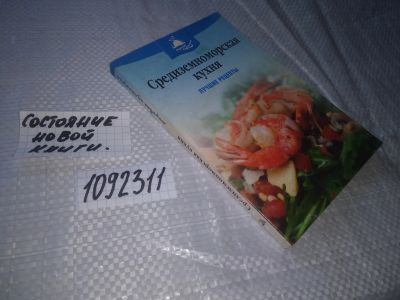 Средиземноморская
кухня
ЛУЧШИЕ РЕЦЕПТЫ
СОСТОЯНИЕ
НОВОЙ
КНИГИ.
1092311